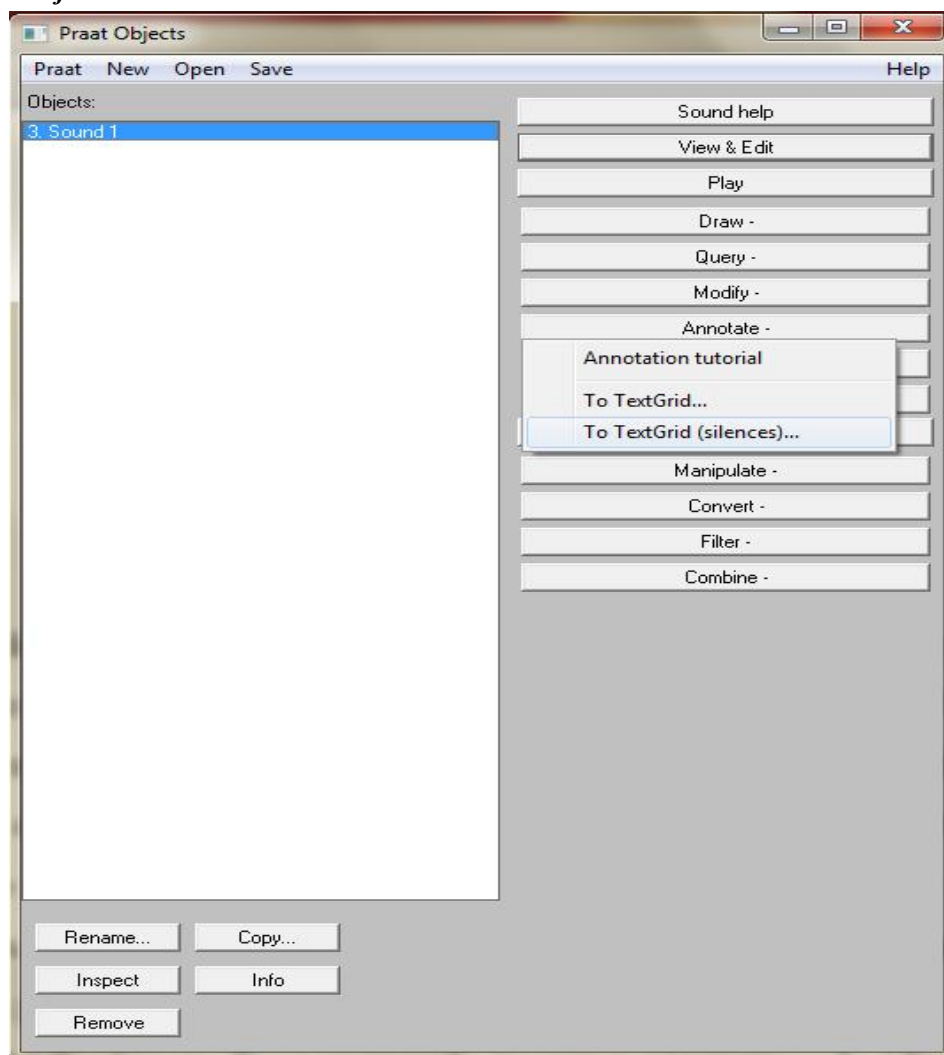 Praat Objects
Praat New Open Save Help
Objects:
3. Sound 1
Sound help
View & Edit
Play
Draw -
Query -
Modify -
Annotate -
Annotation tutorial
To TextGrid...
To TextGrid (silences)...
Manipulate -
Convert -
Filter -
Combine -
Rename... Copy...
Inspect Info
Remove